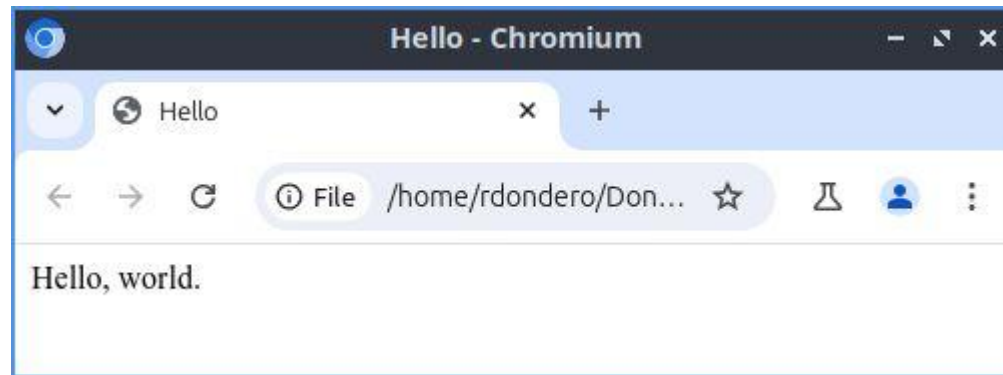 Hello - Chromium
Hello
File /home/rdondero/Don...
Hello, world.